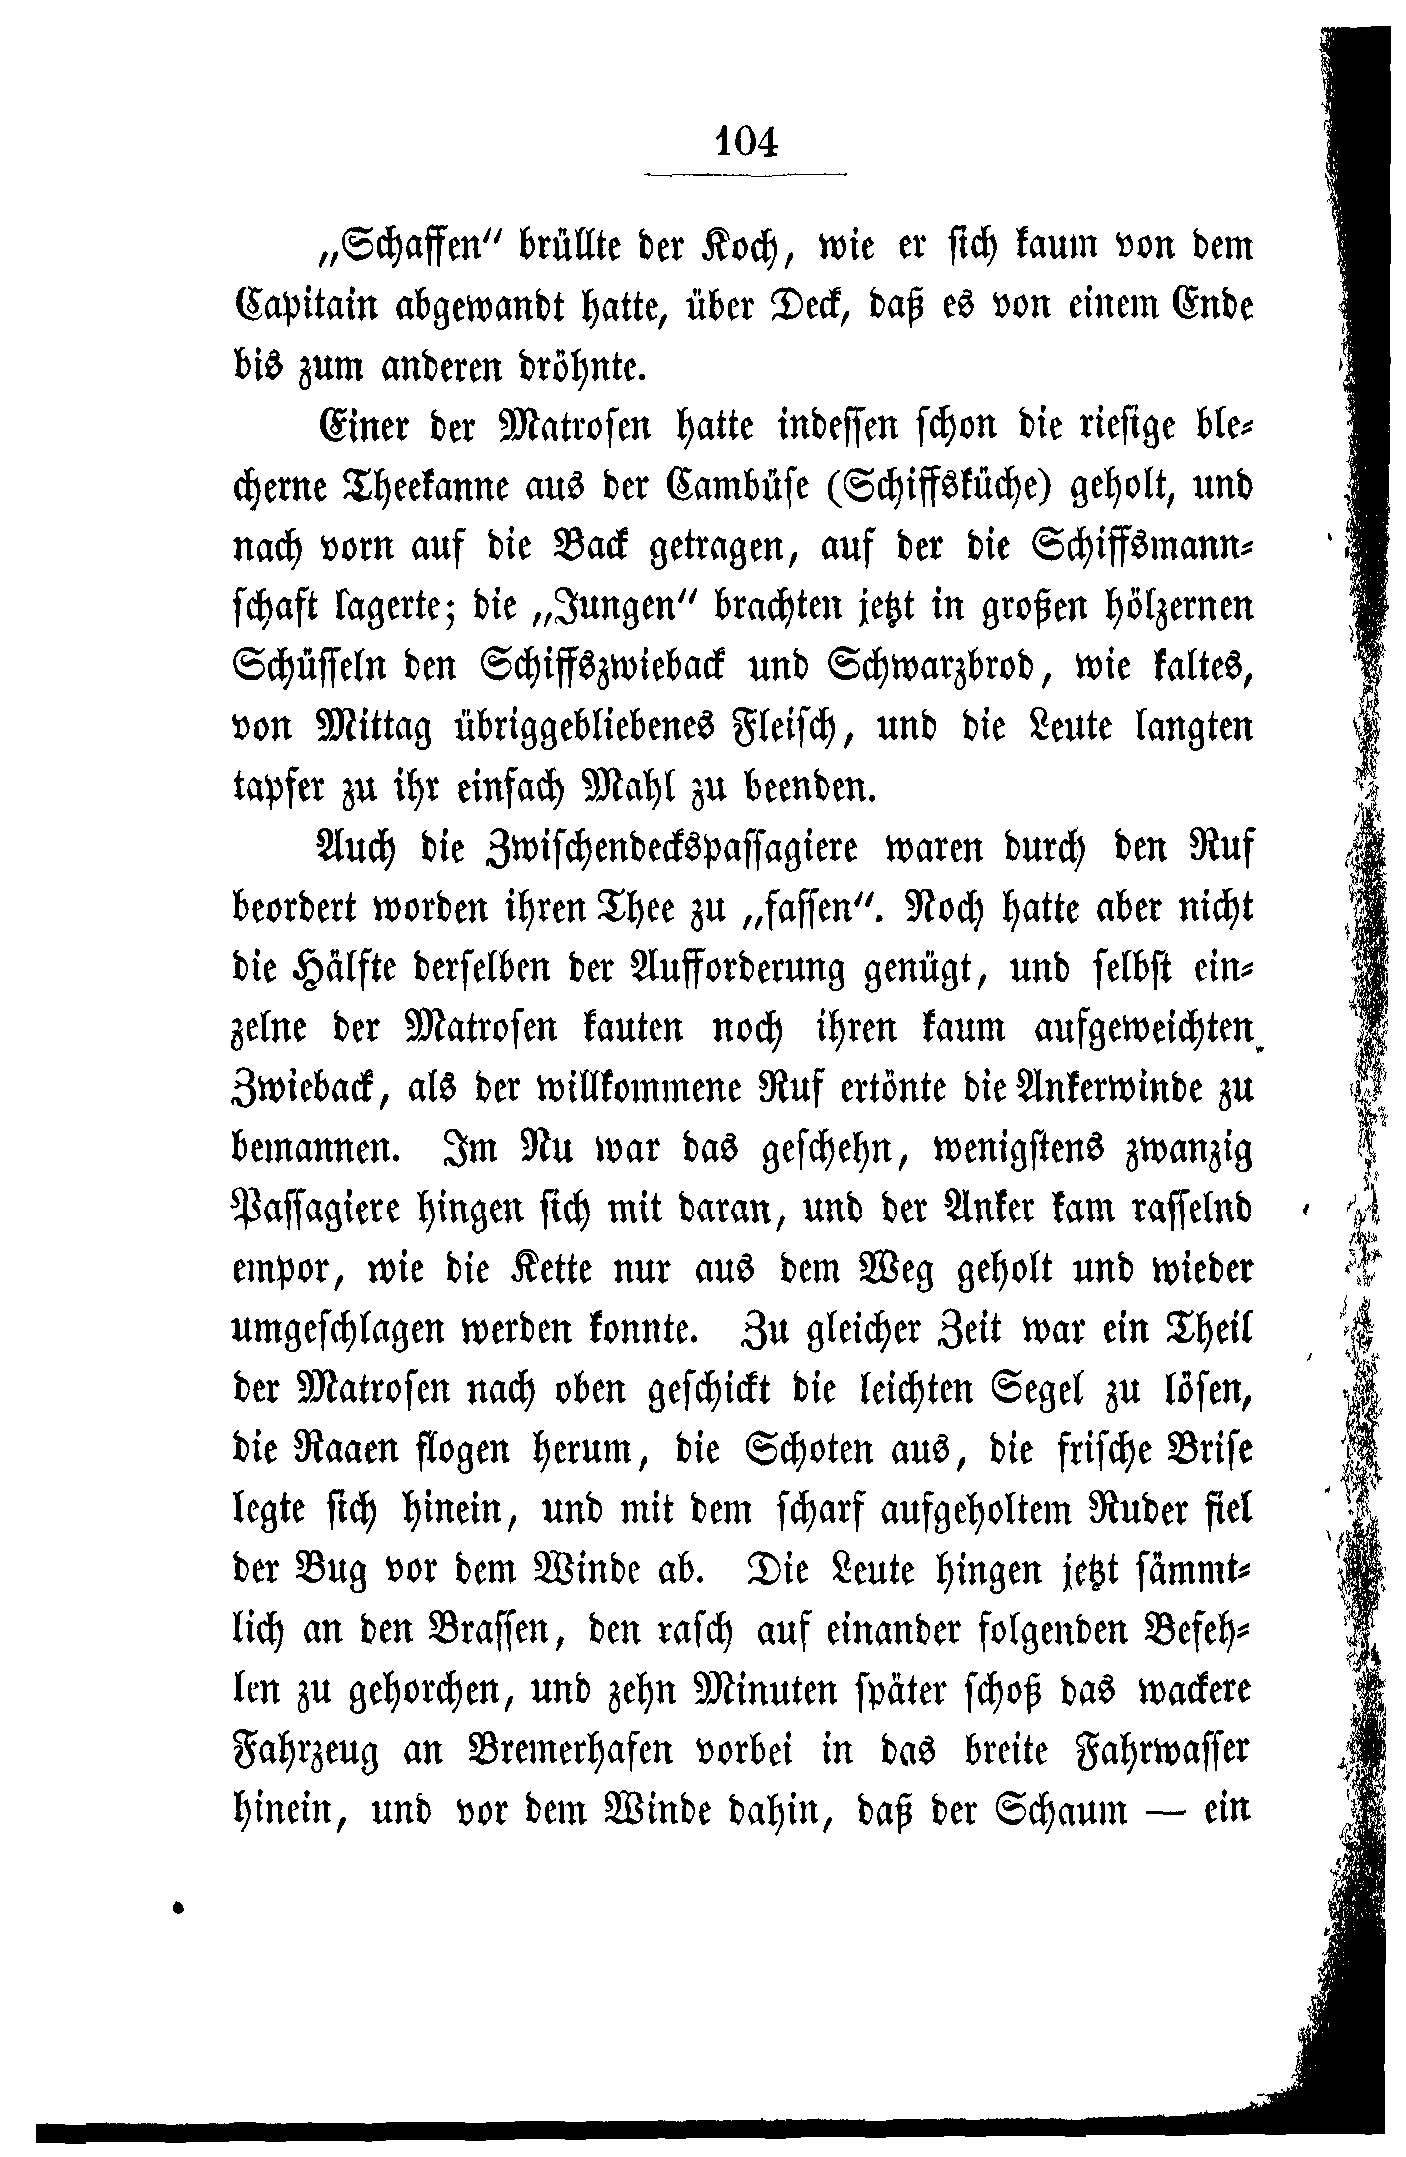 104
„Schaffen“ brüllte der Koch, wie er sich kaum von dem
Capitain abgewandt hatte, über Deck, daß es von einem Ende
bis zum anderen dröhnte.
Einer der Matrosen hatte indessen schon die riesige ble-
cherne Theekanne aus der Cambüse (Schiffsküche) geholt, und
nach vorn auf die Back getragen, auf der die Schiffsmann-
schaft lagerte; die „Jungen“ brachten jetzt in großen hölzernen
Schüsseln den Schiffszwieback und Schwarzbrod, wie kaltes,
von Mittag übriggebliebenes Fleisch, und die Leute langten
tapfer zu ihr einfach Mahl zu beenden.
Auch die Zwischendeckspassagiere waren durch den Ruf
beordert worden ihren Thee zu „fassen“. Noch hatte aber nicht
die Hälfte derselben der Aufforderung genügt, und selbst ein-
zelne der Matrosen kauten noch ihren kaum aufgeweichten
Zwieback, als der willkommene Ruf ertönte die Ankerwinde zu
bemannen. Im Nu war das geschehn, wenigstens zwanzig
Passagiere hingen sich mit daran, und der Anker kam rasselnd
empor, wie die Kette nur aus dem Weg geholt und wieder
umgeschlagen werden konnte. Zu gleicher Zeit war ein Theil
der Matrosen nach oben geschickt die leichten Segel zu lösen,
die Raaen flogen herum, die Schoten aus, die frische Brise
legte sich hinein, und mit dem scharf aufgeholtem Ruder fiel
der Bug vor dem Winde ab. Die Leute hingen jetzt sämmt-
lich an den Brassen, den rasch auf einander folgenden Befeh-
len zu gehorchen, und zehn Minuten später schoß das wackere
Fahrzeug an Bremerhafen vorbei in das breite Fahrwasser
hinein, und vor dem Winde dahin, daß der Schaum — ein